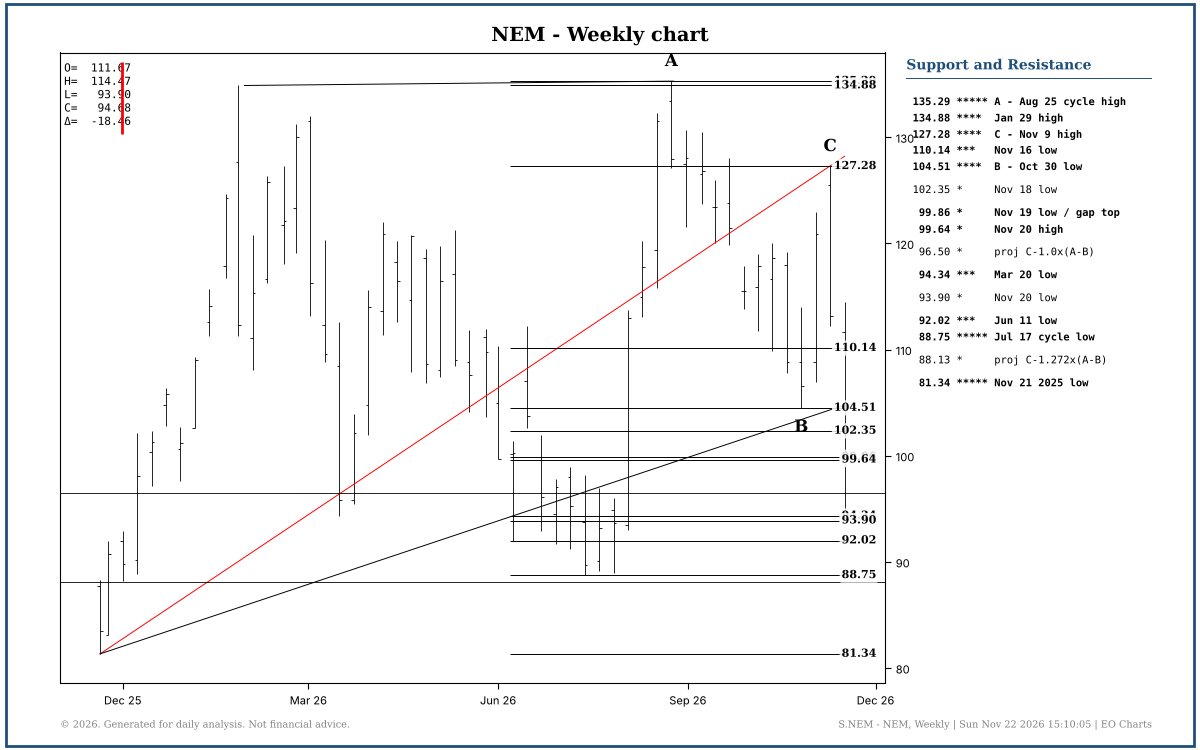 NEM - Weekly chart
O= 111.67
H= 114.47
L= 93.90
C= 94.68
Δ= -18.46
A
134.88
130
C
127.28
120
110
110.14
104.51
B
102.35
100
99.64
93.90
92.02
90
88.75
81.34
80
Dec 25
Mar 26
Jun 26
Sep 26
Dec 26
Support and Resistance
135.29 ***** A - Aug 25 cycle high
134.88 **** Jan 29 high
127.28 **** C - Nov 9 high
110.14 *** Nov 16 low
104.51 **** B - Oct 30 low
102.35 * Nov 18 low
99.86 * Nov 19 low / gap top
99.64 * Nov 20 high
96.50 * proj C-1.0x(A-B)
94.34 *** Mar 20 low
93.90 * Nov 20 low
92.02 *** Jun 11 low
88.75 ***** Jul 17 cycle low
88.13 * proj C-1.272x(A-B)
81.34 ***** Nov 21 2025 low
© 2026. Generated for daily analysis. Not financial advice.
S.NEM - NEM, Weekly | Sun Nov 22 2026 15:10:05 | EO Charts